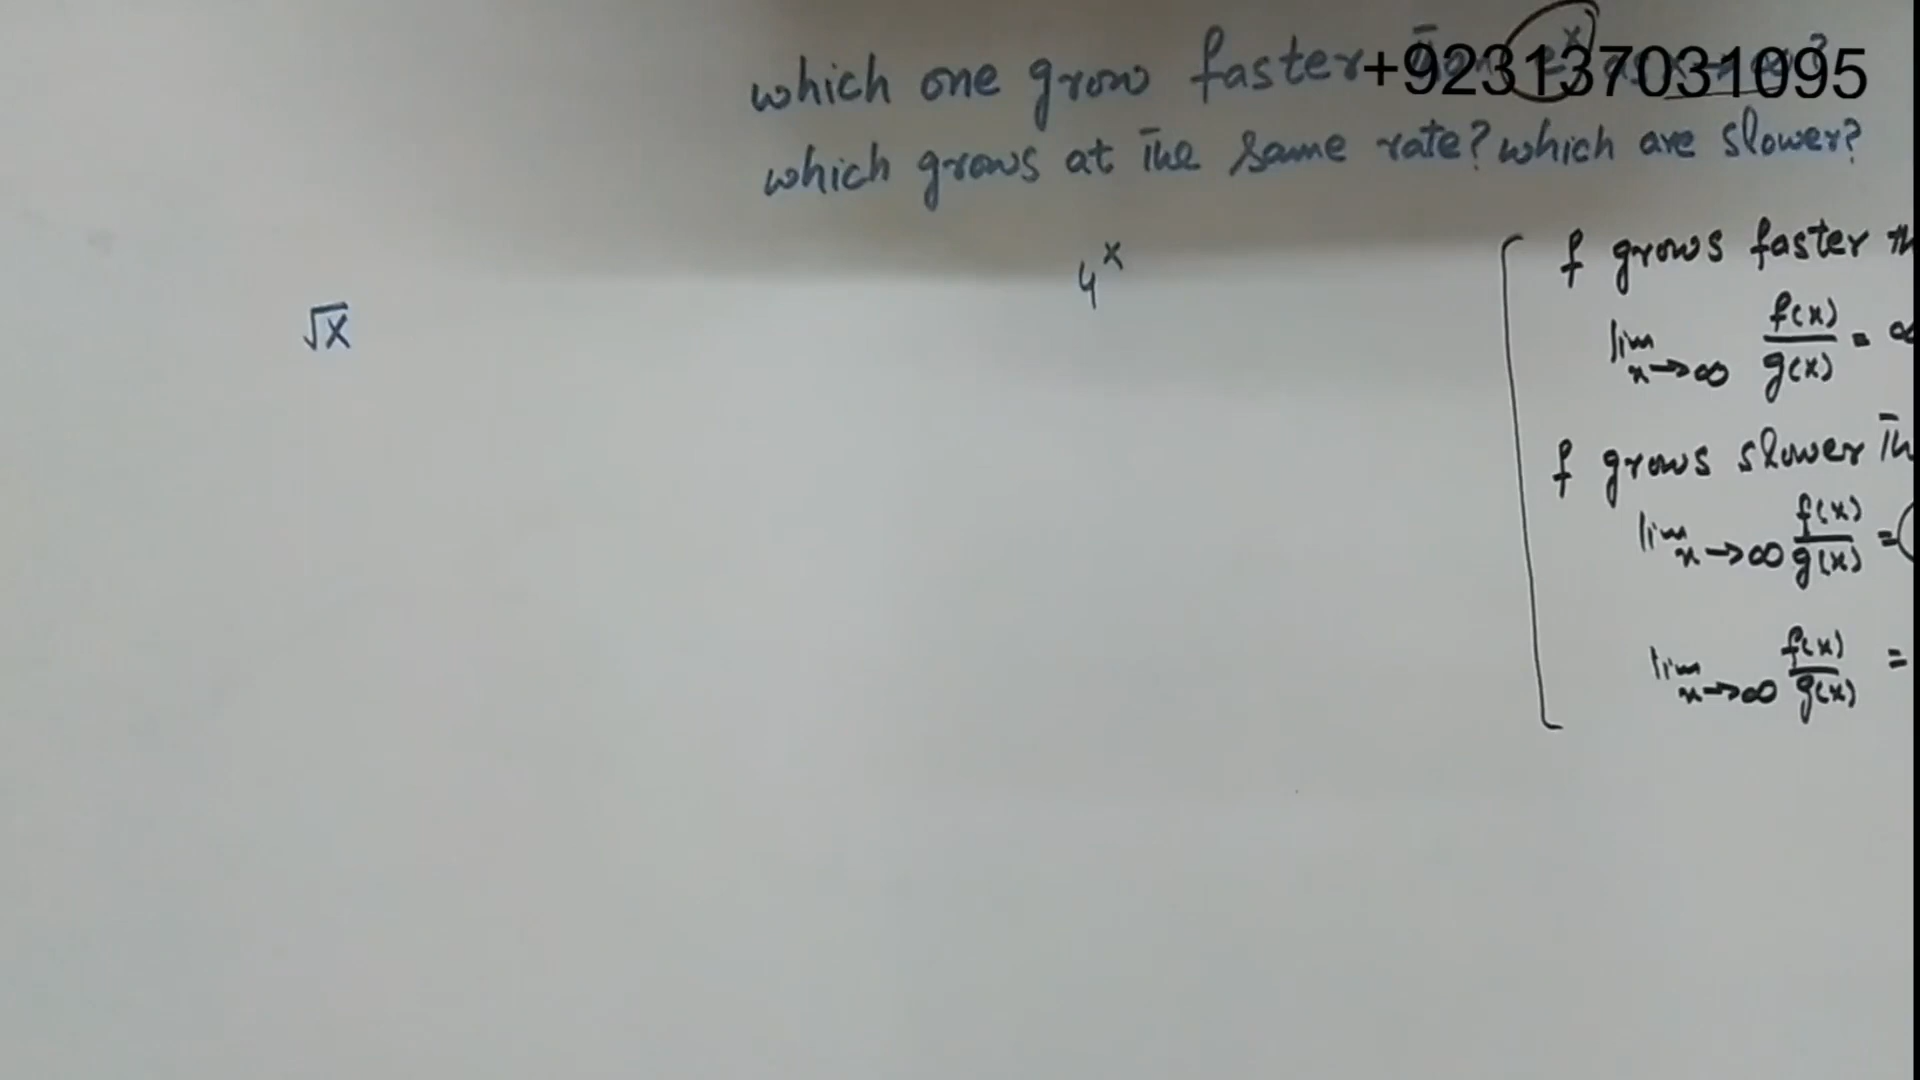 which one grow faster
+923137031095
which grows at the same rate? which are slower?
4^x
√x
f grows faster
lim x→∞ f(x)/g(x) = ∞
f grows slower
lim x→∞ f(x)/g(x) =
lim x→∞ f(x)/g(x) =